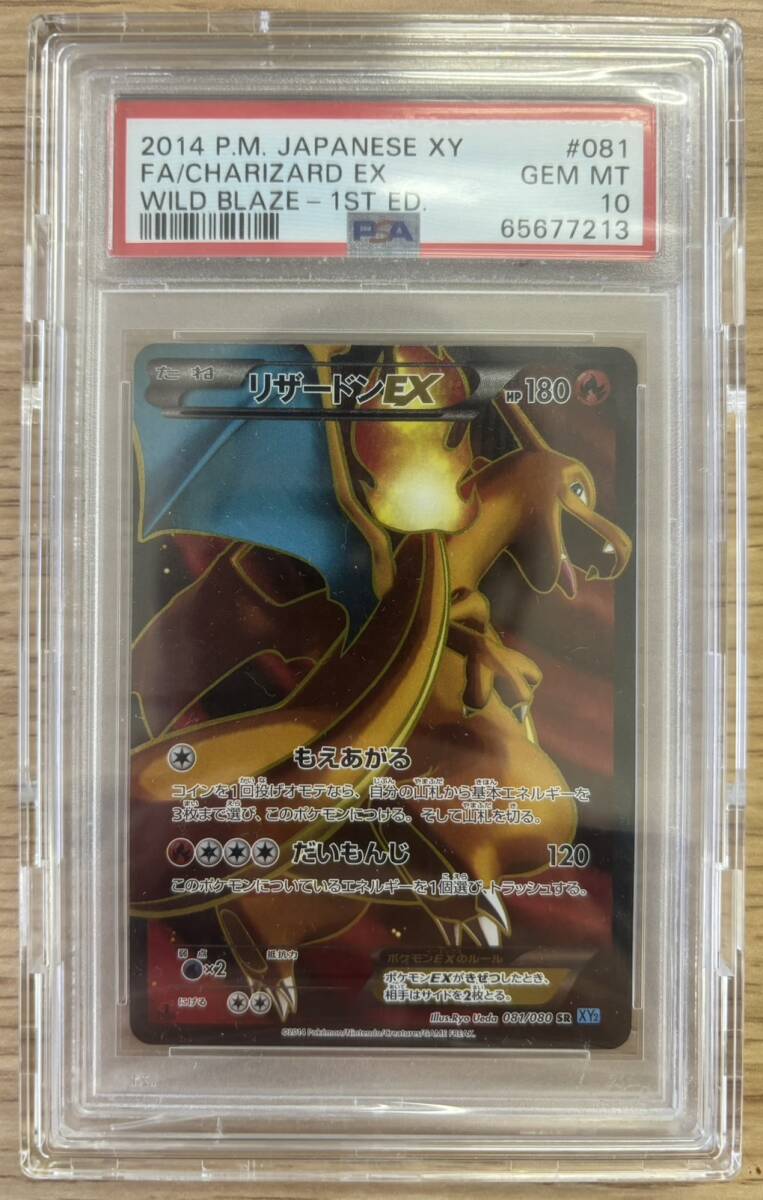 2014 P.M. JAPANESE XY #081
FA/CHARIZARD EX GEM MT
WILD BLAZE - 1ST ED. 10
PSA 65677213
たね リザードンEX HP180
もえあがる
コインを1回投げオモテなら、自分の山札から基本エネルギーを
3枚まで選び、このポケモンにつける。そして山札を切る。
だいもんじ 120
このポケモンについているエネルギーを1個選び、トラッシュする。
弱点 抵抗力 ポケモンEXのルール
×2 ポケモンEXがきぜつしたとき、
にげる 相手はサイドを2枚とる。
Illus.Ryo Ueda 081/080 SR XY2
©2014 Pokémon/Nintendo/Creatures/GAME FREAK.